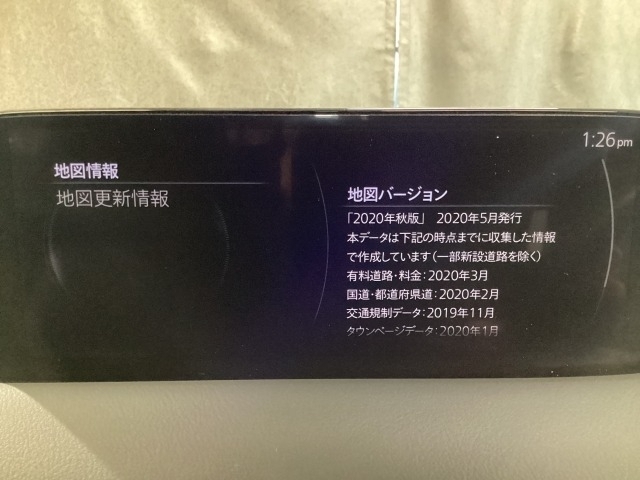 1:26pm
地図情報
地図更新情報
地図バージョン
「2020年秋版」 2020年5月発行
本データは下記の時点までに収集した情報
で作成しています(一部新設道路を除く)
有料道路・料金:2020年3月
国道・都道府県道:2020年2月
交通規制データ:2019年11月
タウンページデータ:2020年1月